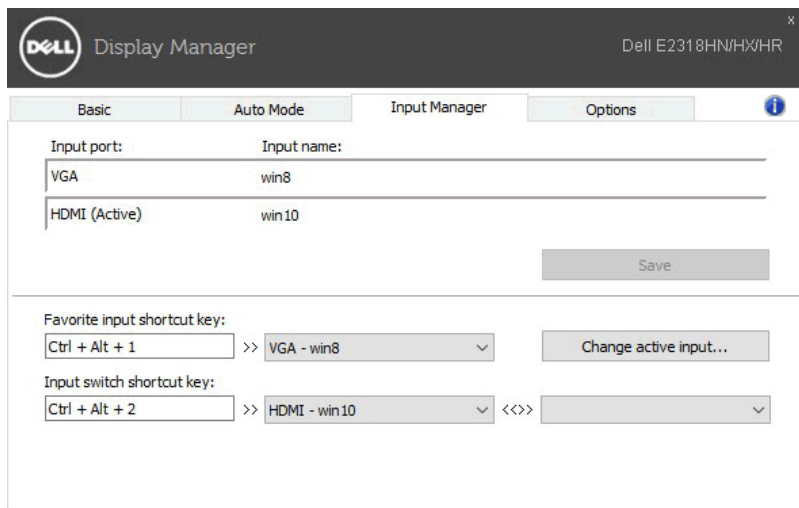 DELL Display Manager
Dell E2318HN/HX/HR
x
Basic Auto Mode Input Manager Options i
Input port: Input name:
VGA win8
HDMI (Active) win10
Save
Favorite input shortcut key:
Ctrl + Alt + 1 >> VGA - win8 Change active input...
Input switch shortcut key:
Ctrl + Alt + 2 >> HDMI - win10 <<>>